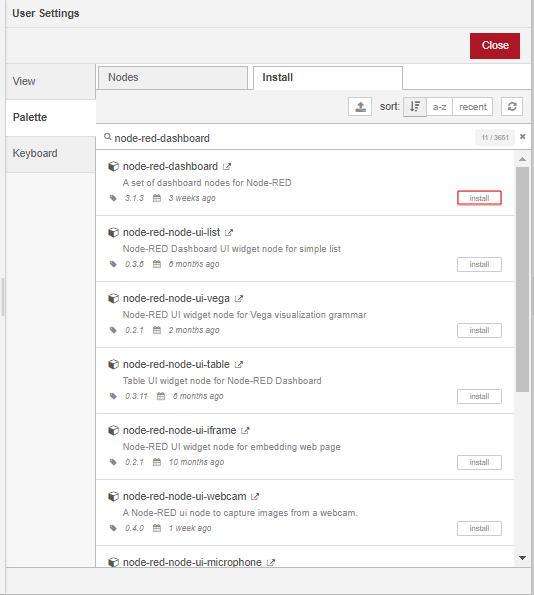 User Settings
Close
View
Palette
Keyboard
Nodes
Install
sort: a-z recent
node-red-dashboard 11 / 3651
node-red-dashboard
A set of dashboard nodes for Node-RED
3.1.3 3 weeks ago install
node-red-node-ui-list
Node-RED Dashboard UI widget node for simple list
0.3.6 6 months ago install
node-red-node-ui-vega
Node-RED UI widget node for Vega visualization grammar
0.2.1 2 months ago install
node-red-node-ui-table
Table UI widget node for Node-RED Dashboard
0.3.11 6 months ago install
node-red-node-ui-iframe
Node-RED UI widget node for embedding web page
0.2.1 10 months ago install
node-red-node-ui-webcam
A Node-RED ui node to capture images from a webcam.
0.4.0 1 week ago install
node-red-node-ui-microphone